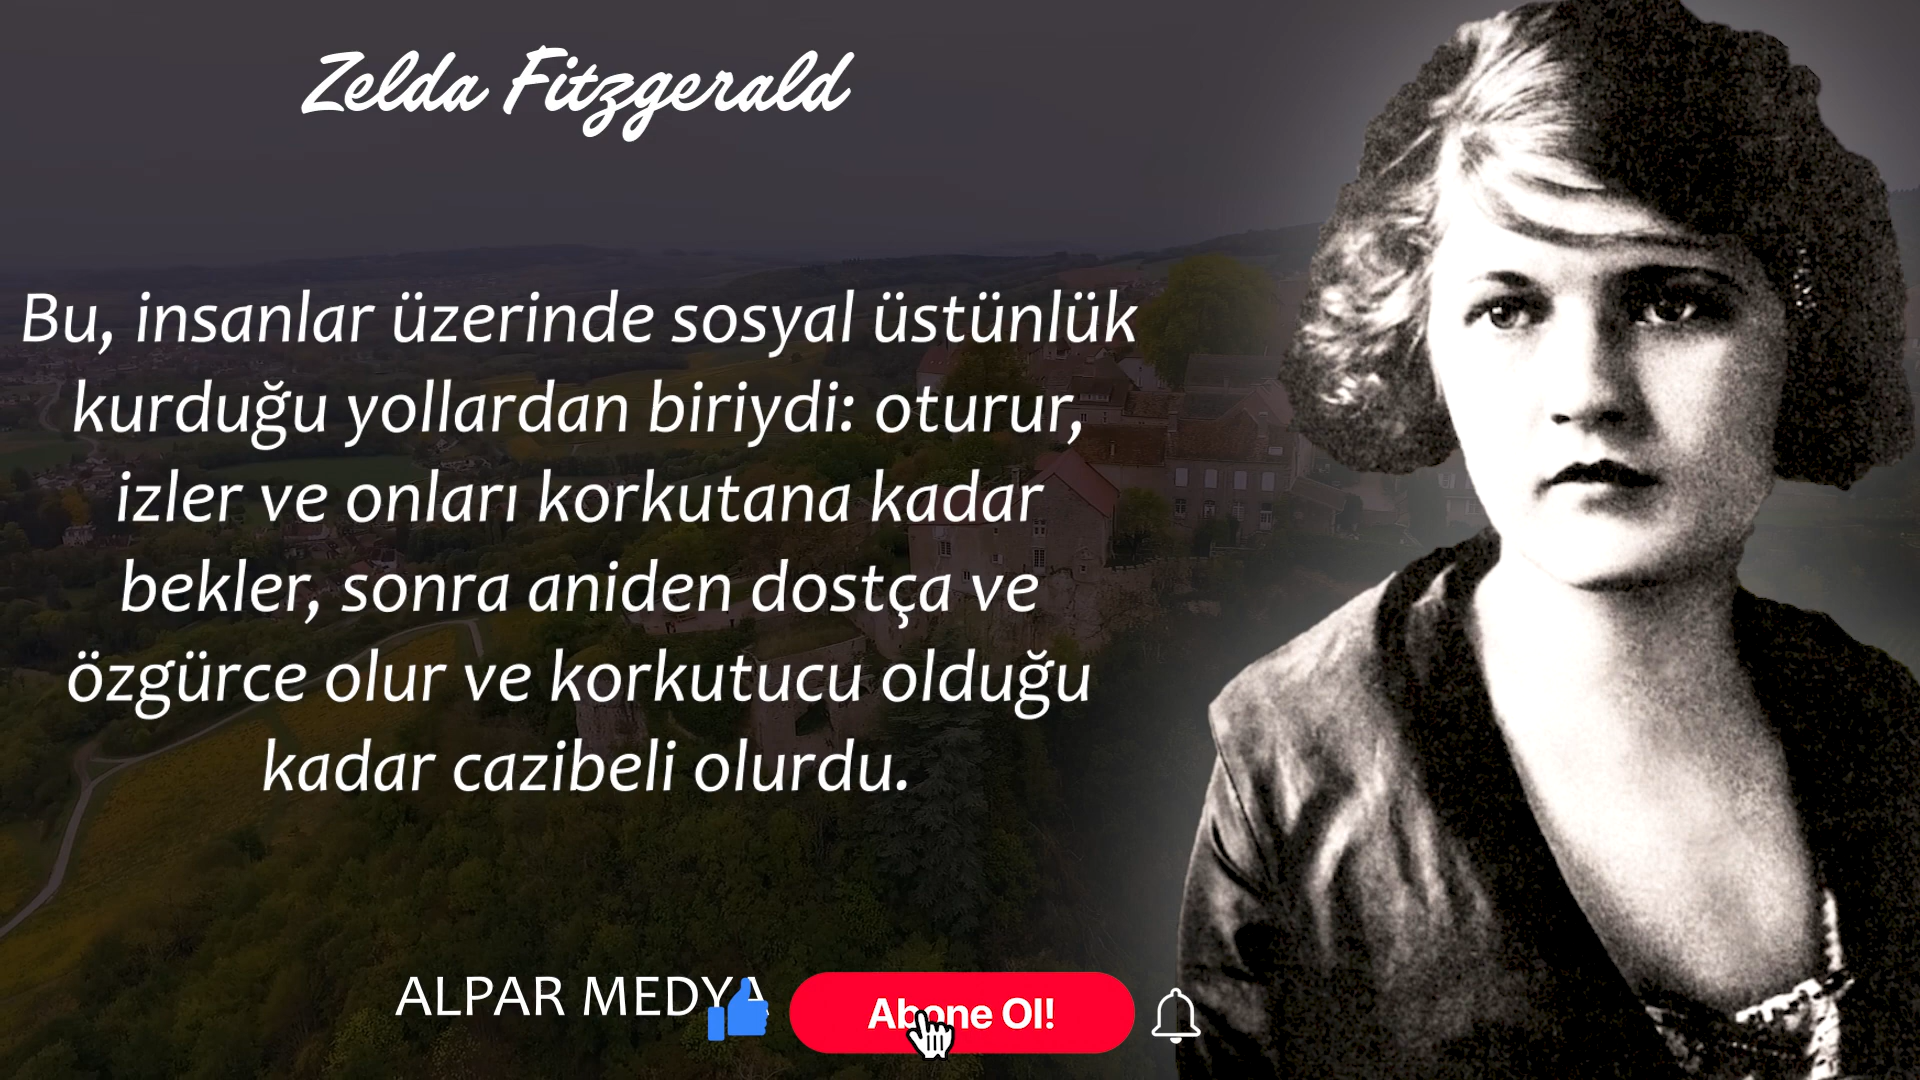 Zelda Fitzgerald
Bu, insanlar üzerinde sosyal üstünlük
kurduğu yollardan biriydi: oturur,
izler ve onları korkutana kadar
bekler, sonra aniden dostça ve
özgürce olur ve korkutucu olduğu
kadar cazibeli olurdu.
ALPAR MEDYA
Abone Ol!